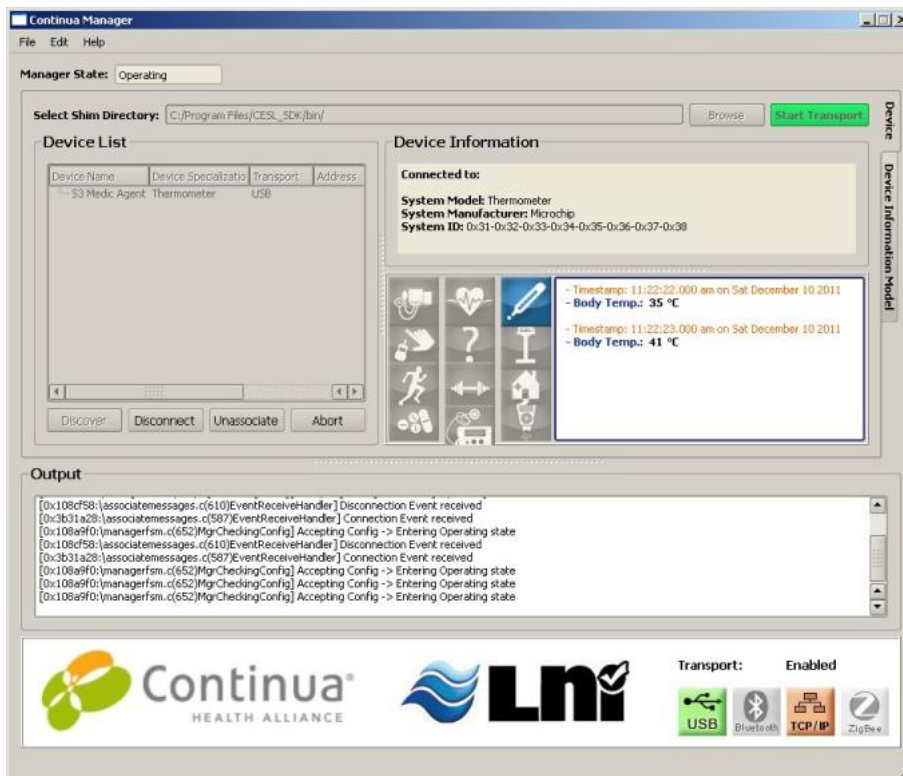 Continua Manager
File Edit Help
Manager State: Operating
Select Shim Directory: C:/Program Files/CESL_SDK/bin/ Browse Start Transport
Device
Device Information Model
Device List
Device Name Device Specializatio Transport Address
S3 Medic Agent Thermometer USB
Discover Disconnect Unassociate Abort
Device Information
Connected to:
System Model: Thermometer
System Manufacturer: Microchip
System ID: 0x31-0x32-0x33-0x34-0x35-0x36-0x37-0x38
- Timestamp: 11:22:22.000 am on Sat December 10 2011
- Body Temp.: 35 °C
- Timestamp: 11:22:23.000 am on Sat December 10 2011
- Body Temp.: 41 °C
Output
[0x108cf58:\associatemessages.c(610)EventReceiveHandler] Disconnection Event received
[0x3b31a28:\associatemessages.c(587)EventReceiveHandler] Connection Event received
[0x108a9f0:\managerfsm.c(652)MgrCheckingConfig] Accepting Config -> Entering Operating state
[0x108cf58:\associatemessages.c(610)EventReceiveHandler] Disconnection Event received
[0x3b31a28:\associatemessages.c(587)EventReceiveHandler] Connection Event received
[0x108a9f0:\managerfsm.c(652)MgrCheckingConfig] Accepting Config -> Entering Operating state
[0x108a9f0:\managerfsm.c(652)MgrCheckingConfig] Accepting Config -> Entering Operating state
[0x108a9f0:\managerfsm.c(652)MgrCheckingConfig] Accepting Config -> Entering Operating state
Continua®
HEALTH ALLIANCE
LNI
Transport: Enabled
USB Bluetooth TCP/IP ZigBee